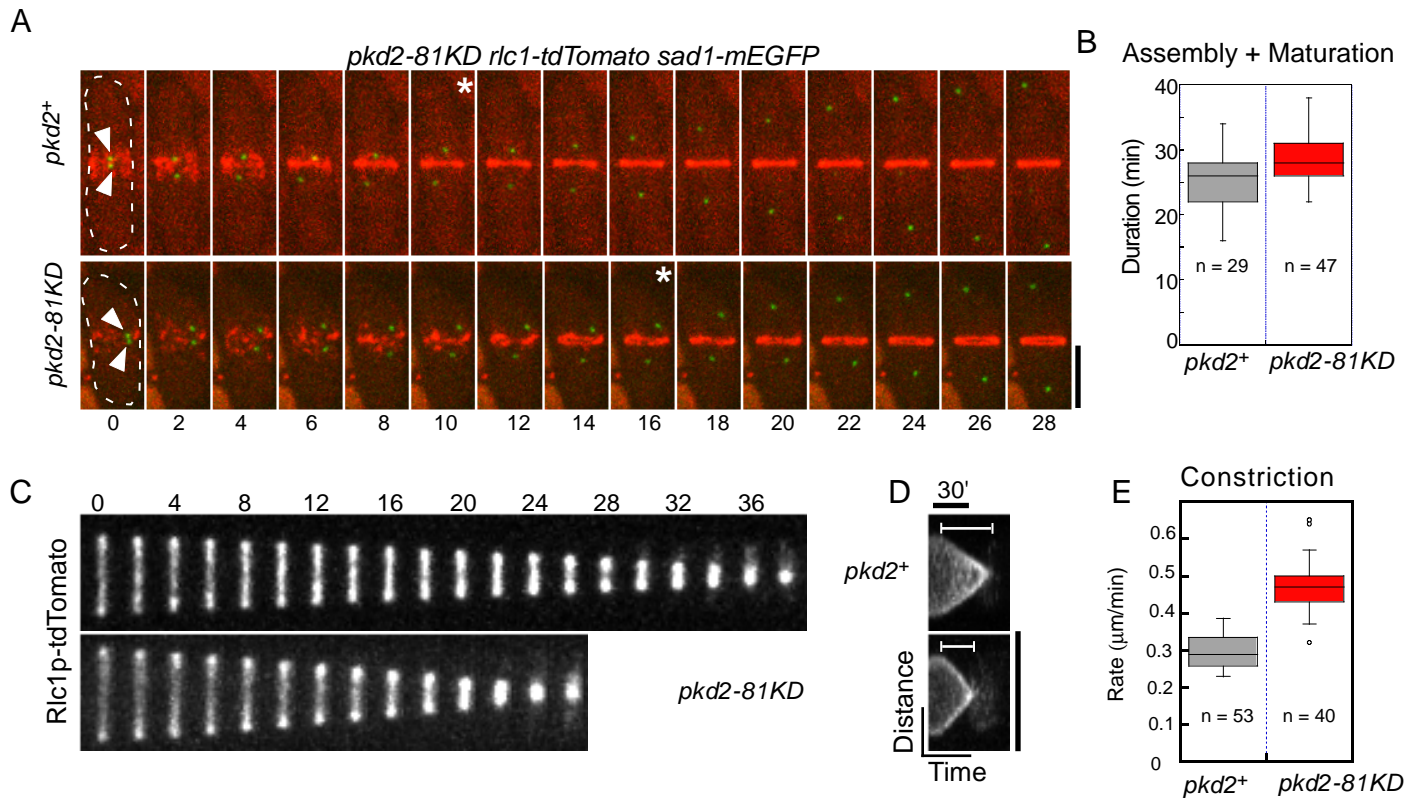 A
pkd2-81KD rlc1-tdTomato sad1-mEGFP
pkd2+
*
pkd2-81KD
*
0 2 4 6 8 10 12 14 16 18 20 22 24 26 28
B
Assembly + Maturation
Duration (min)
40
30
20
10
0
n = 29 n = 47
pkd2+ pkd2-81KD
C
0 4 8 12 16 20 24 28 32 36
Rlc1p-tdTomato
pkd2-81KD
D
30'
pkd2+
Distance
Time
E
Constriction
Rate (μm/min)
0.6
0.5
0.4
0.3
0.2
0.1
0
n = 53 n = 40
pkd2+ pkd2-81KD